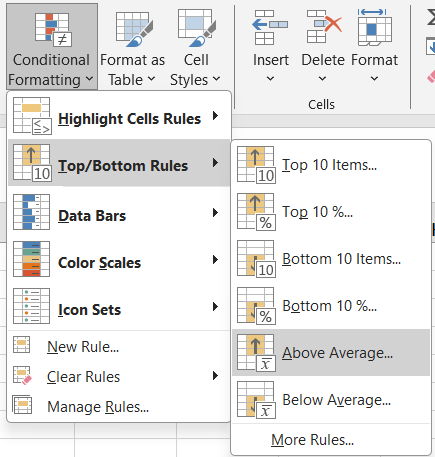 Conditional Formatting
Format as Table
Cell Styles
Insert
Delete
Format
Cells
Highlight Cells Rules
Top/Bottom Rules
Data Bars
Color Scales
Icon Sets
New Rule...
Clear Rules
Manage Rules...
10
Top 10 Items...
%
Top 10 %...
10
Bottom 10 Items...
%
Bottom 10 %...
x̄
Above Average...
x̄
Below Average...
More Rules...